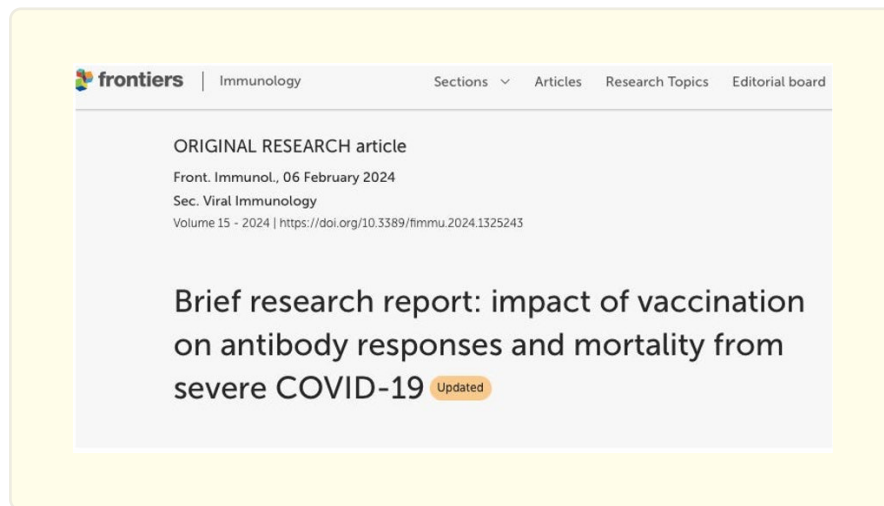 frontiers | Immunology Sections Articles Research Topics Editorial board
ORIGINAL RESEARCH article
Front. Immunol., 06 February 2024
Sec. Viral Immunology
Volume 15 - 2024 | https://doi.org/10.3389/fimmu.2024.1325243
Brief research report: impact of vaccination
on antibody responses and mortality from
severe COVID-19 Updated